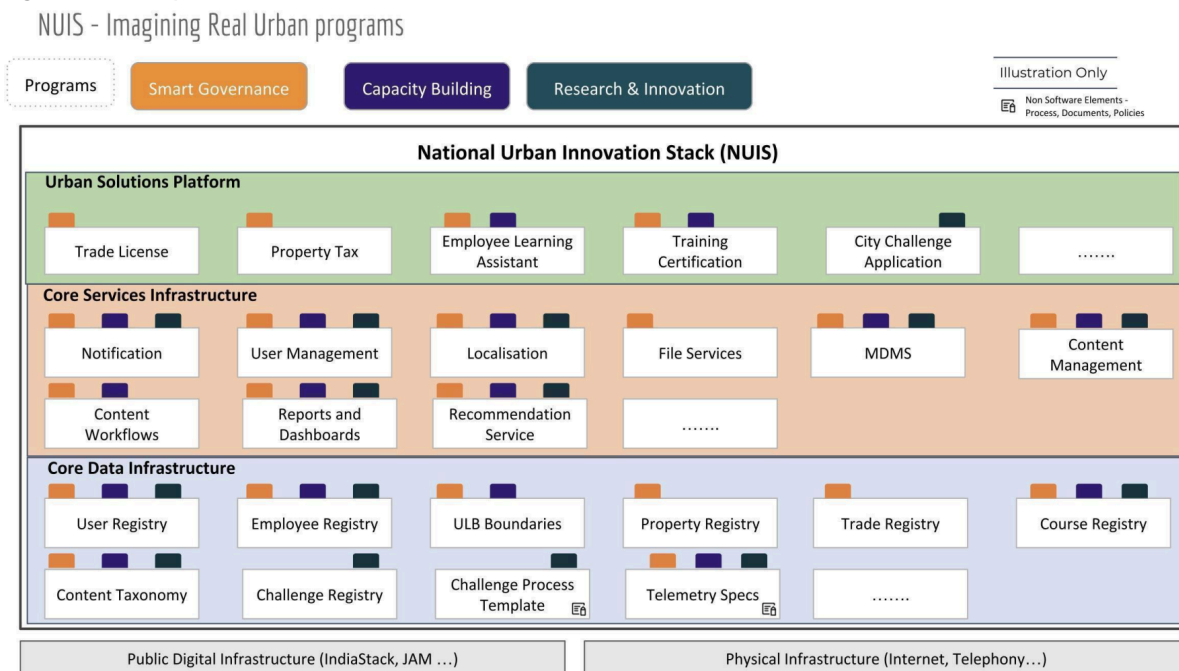 NUIS - Imagining Real Urban programs
Programs
Smart Governance
Capacity Building
Research & Innovation
Illustration Only
Non Software Elements -
Process, Documents, Policies
National Urban Innovation Stack (NUIS)
Urban Solutions Platform
Trade License
Property Tax
Employee Learning
Assistant
Training
Certification
City Challenge
Application
…….
Core Services Infrastructure
Notification
User Management
Localisation
File Services
MDMS
Content
Management
Content
Workflows
Reports and
Dashboards
Recommendation
Service
…….
Core Data Infrastructure
User Registry
Employee Registry
ULB Boundaries
Property Registry
Trade Registry
Course Registry
Content Taxonomy
Challenge Registry
Challenge Process
Template
Telemetry Specs
…….
Public Digital Infrastructure (IndiaStack, JAM …)
Physical Infrastructure (Internet, Telephony…)